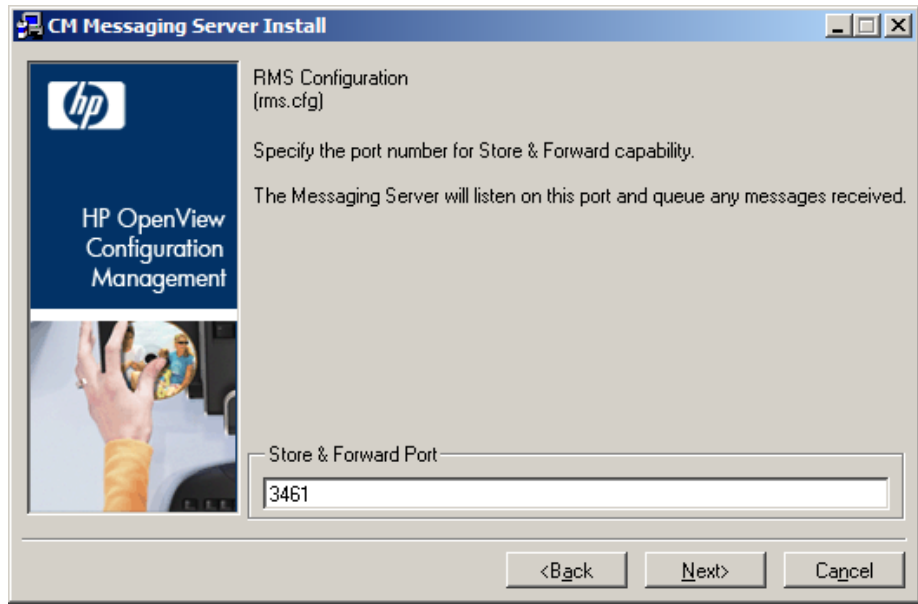 CM Messaging Server Install
hp
HP OpenView
Configuration
Management
RMS Configuration
(rms.cfg)
Specify the port number for Store & Forward capability.
The Messaging Server will listen on this port and queue any messages received.
Store & Forward Port
3461
<Back
Next>
Cancel